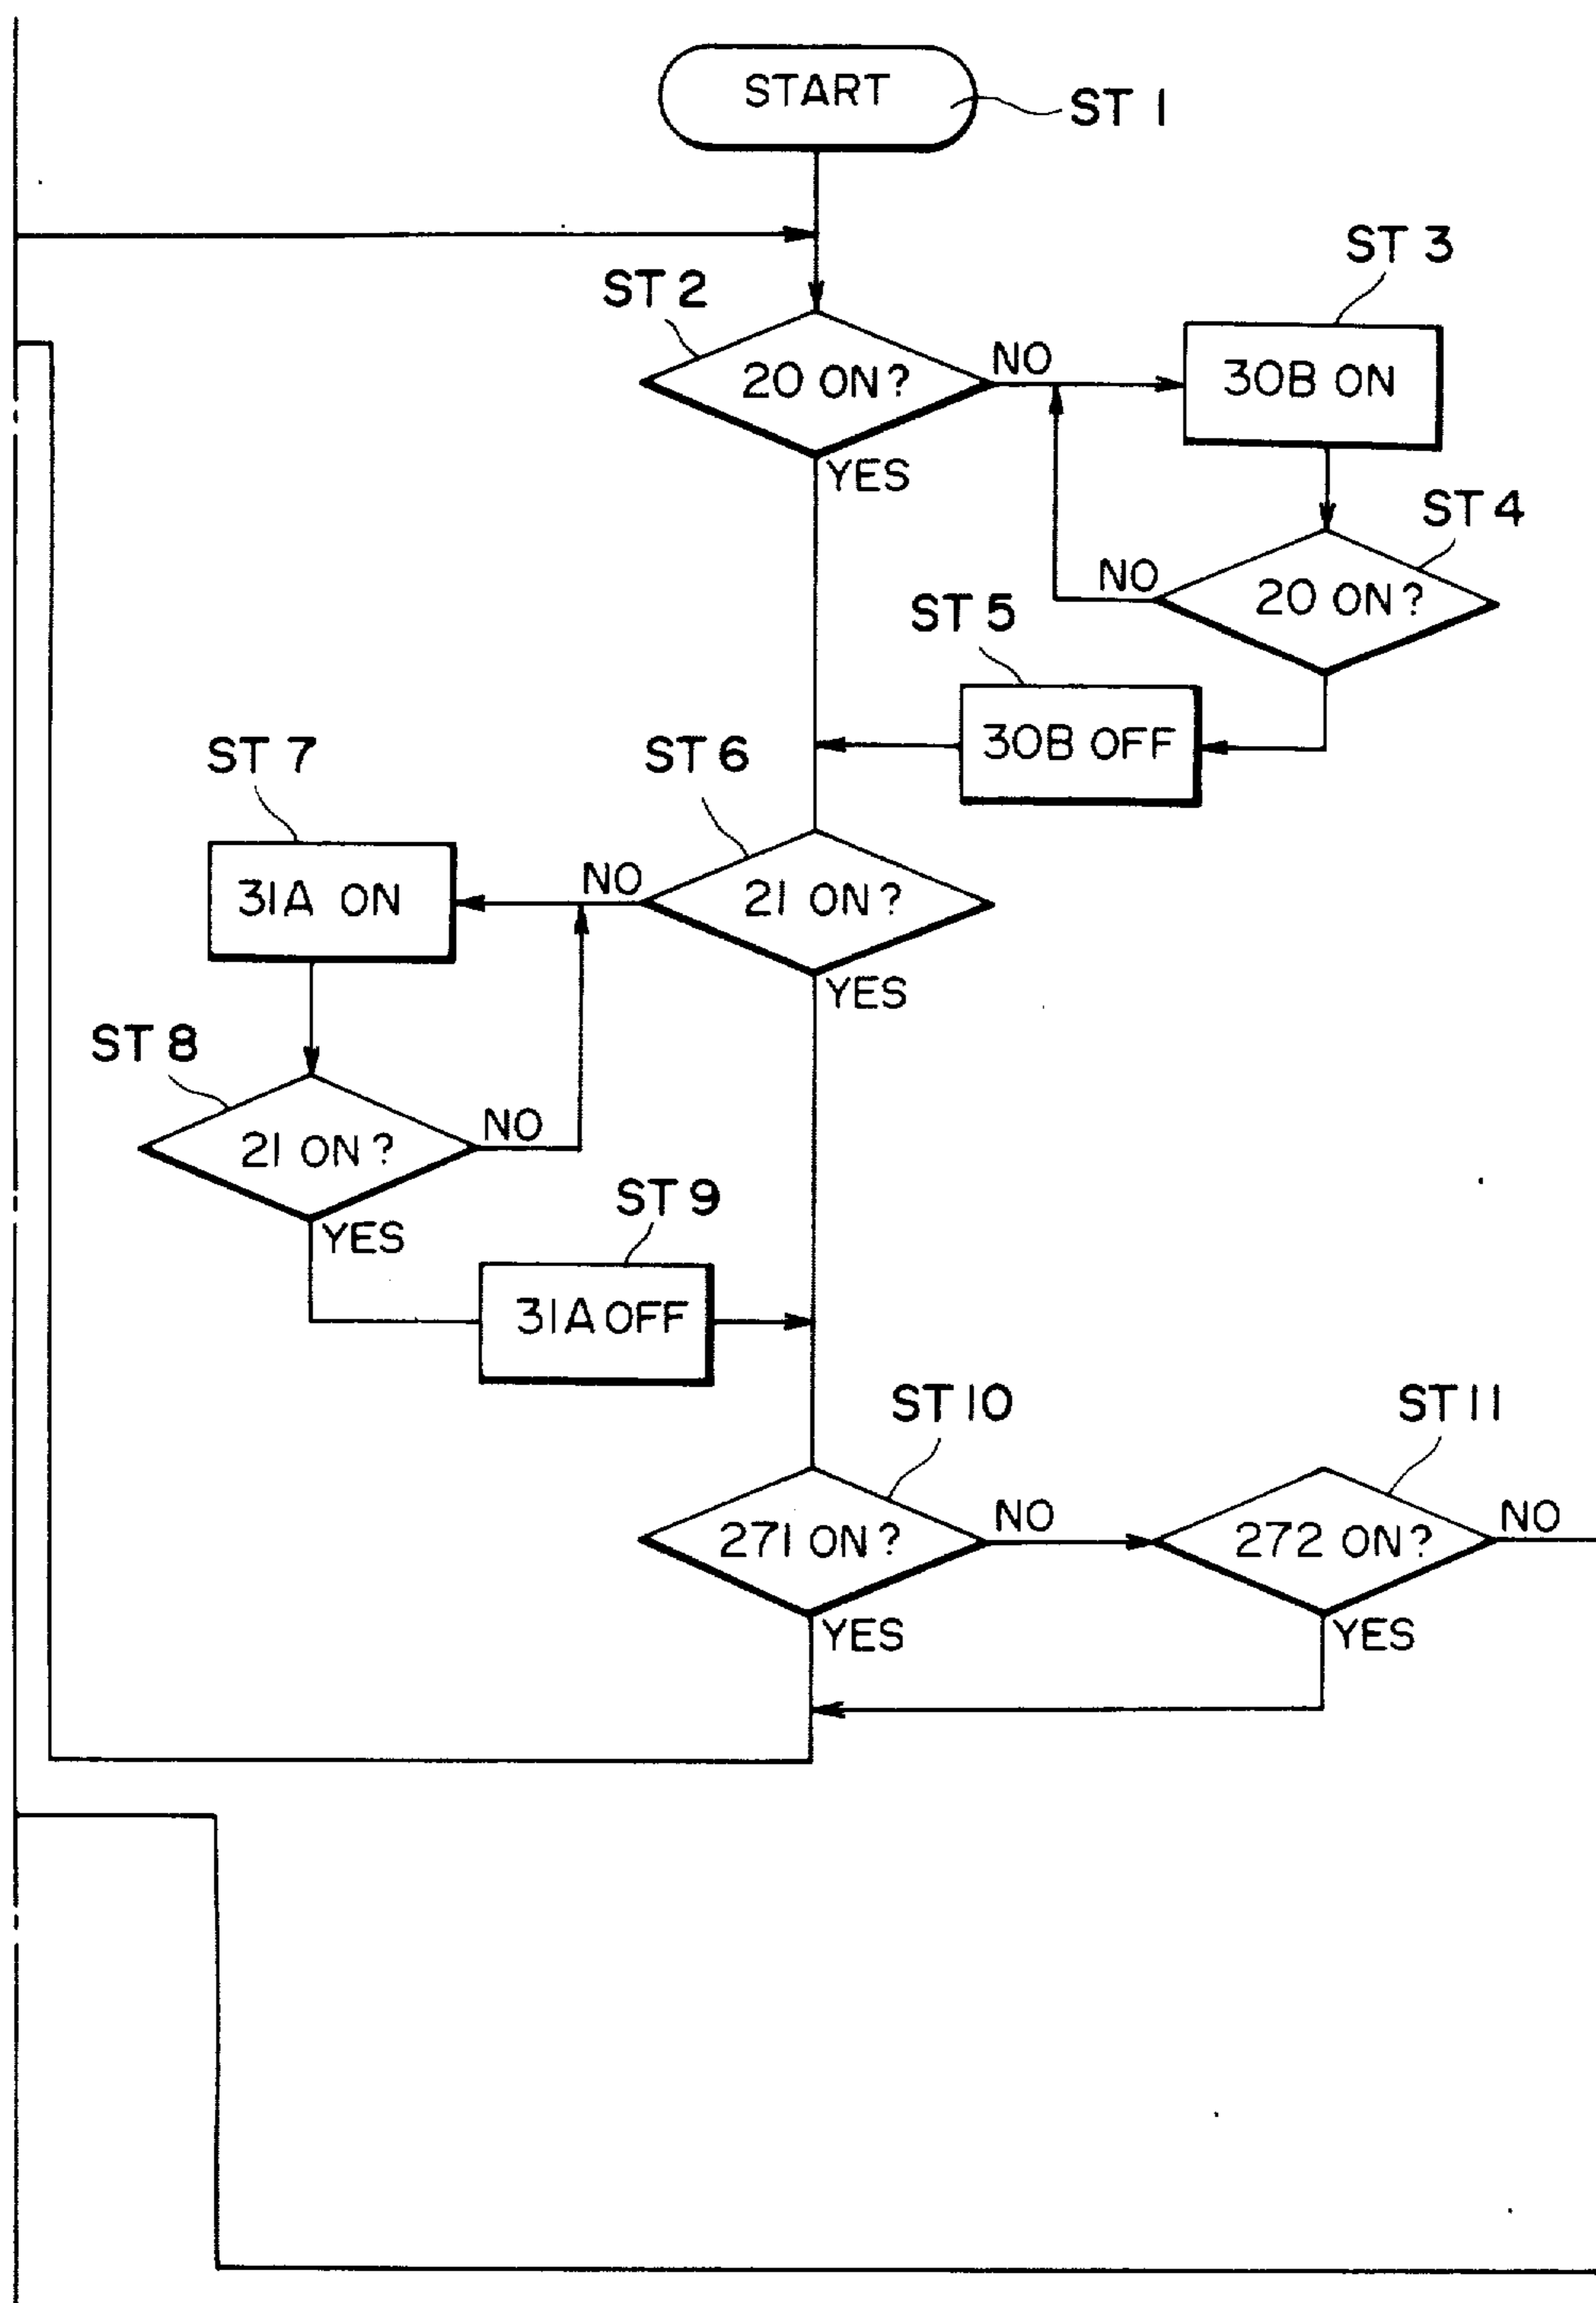 START
ST 1
ST 2
ST 3
20 ON?
NO
30B ON
YES
ST 4
NO
20 ON?
ST 5
30B OFF
ST 7
ST 6
31A ON
NO
21 ON?
YES
ST 8
21 ON?
NO
YES
ST 9
31A OFF
ST 10
ST 11
271 ON?
NO
272 ON?
NO
YES
YES